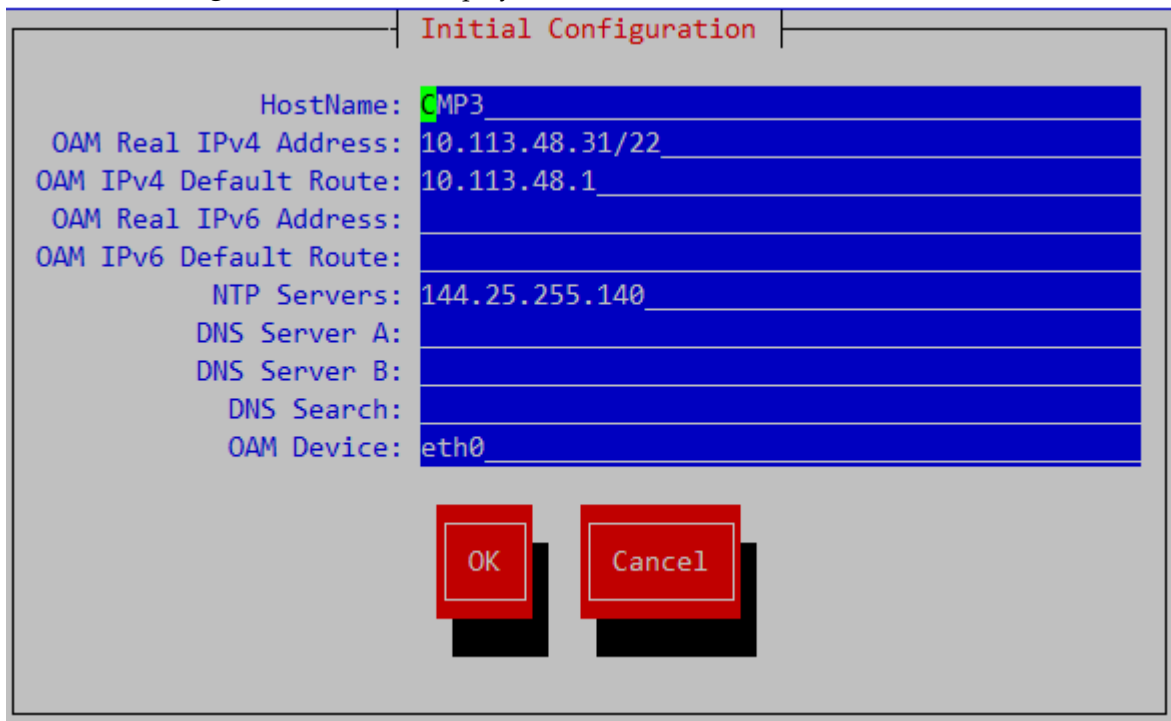 Initial Configuration
HostName: CMP3
OAM Real IPv4 Address: 10.113.48.31/22
OAM IPv4 Default Route: 10.113.48.1
OAM Real IPv6 Address:
OAM IPv6 Default Route:
NTP Servers: 144.25.255.140
DNS Server A:
DNS Server B:
DNS Search:
OAM Device: eth0
OK Cancel